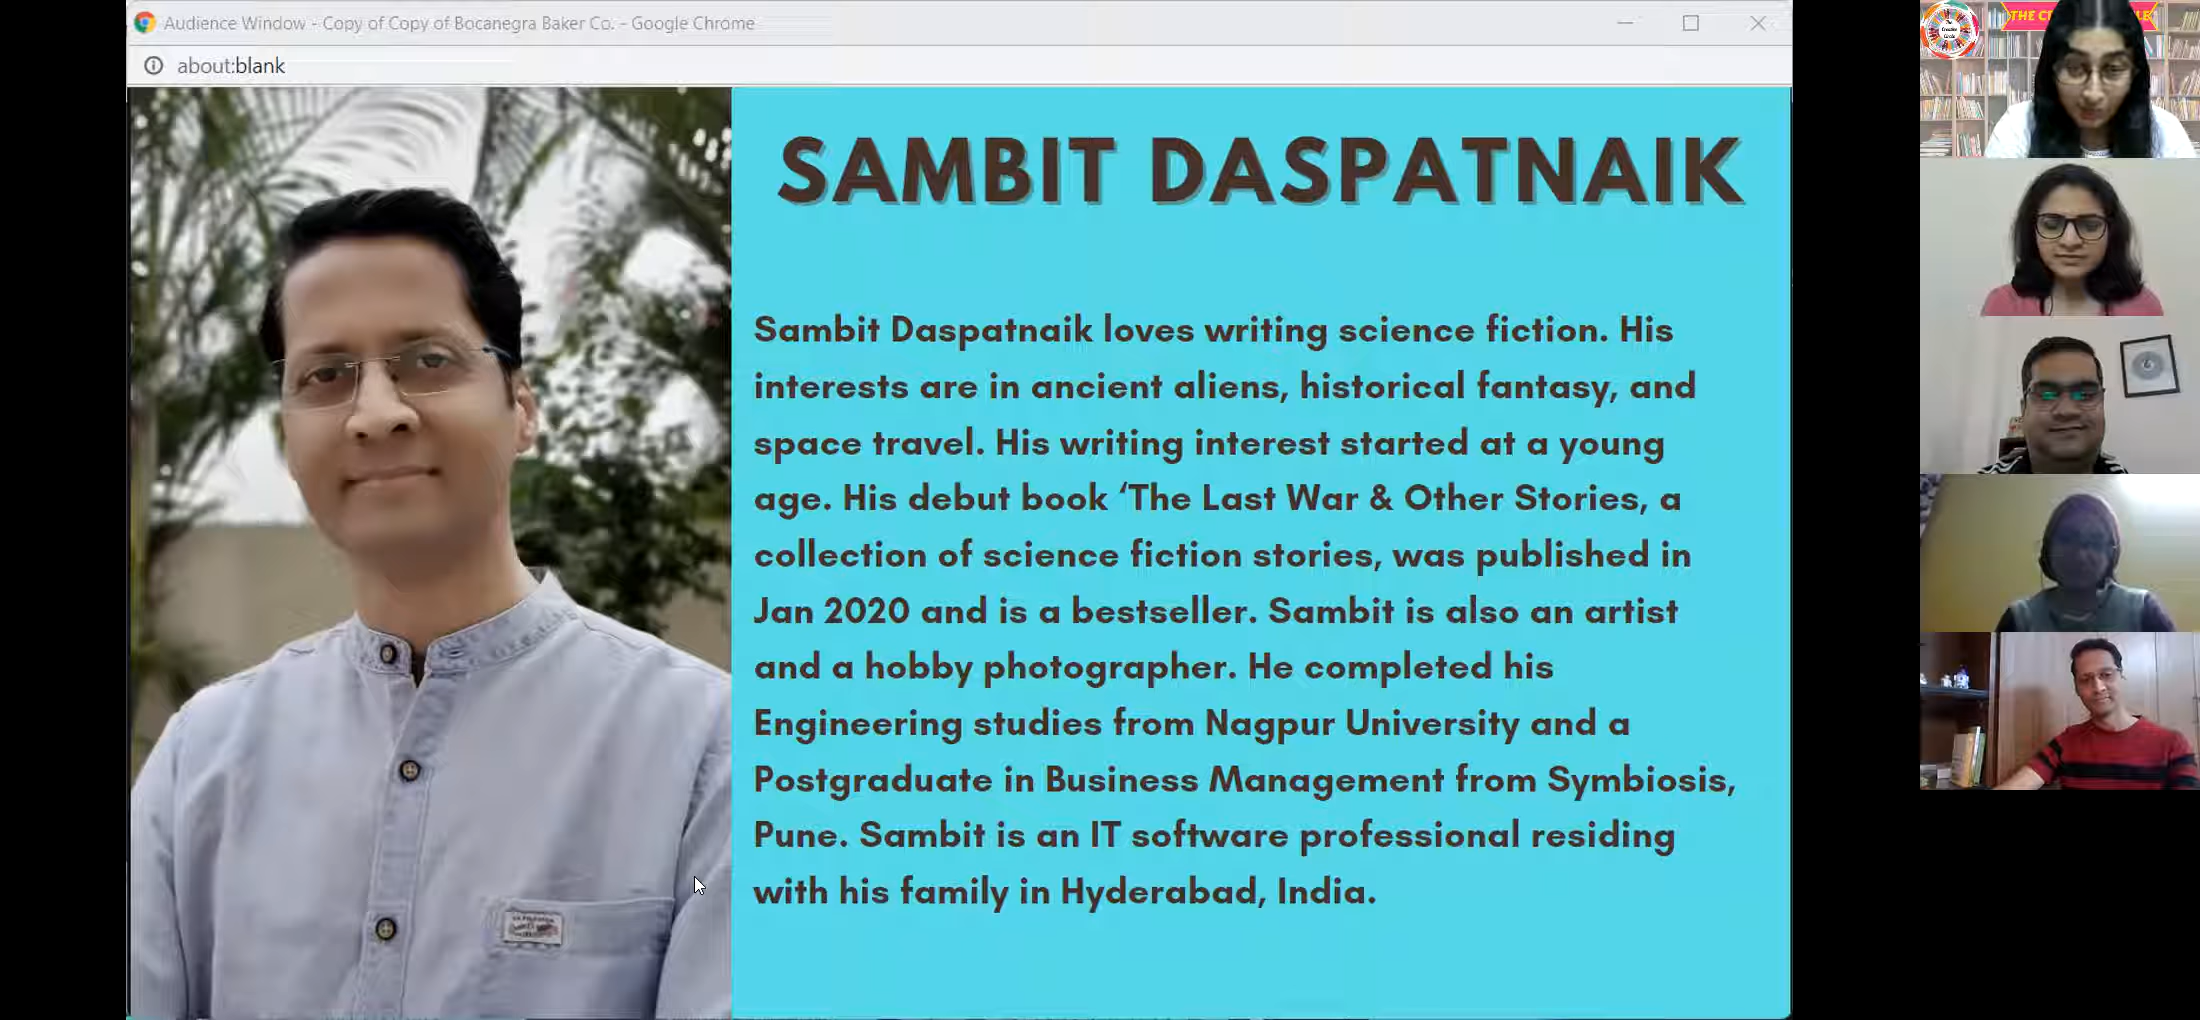 Audience Window - Copy of Copy of Bocanegra Baker Co. - Google Chrome
about:blank
SAMBIT DASPATNAIK
Sambit Daspatnaik loves writing science fiction. His
interests are in ancient aliens, historical fantasy, and
space travel. His writing interest started at a young
age. His debut book ‘The Last War & Other Stories, a
collection of science fiction stories, was published in
Jan 2020 and is a bestseller. Sambit is also an artist
and a hobby photographer. He completed his
Engineering studies from Nagpur University and a
Postgraduate in Business Management from Symbiosis,
Pune. Sambit is an IT software professional residing
with his family in Hyderabad, India.
The
Creative
Circle
THE